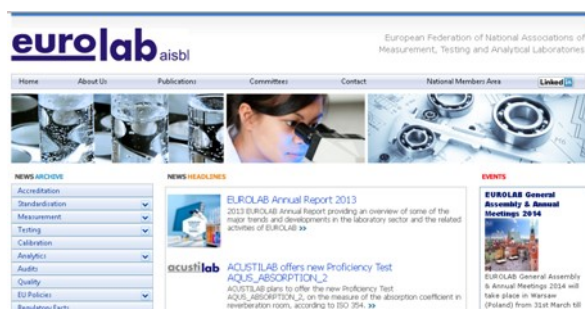 eurolab aisbl
European Federation of National Associations of
Measurement, Testing and Analytical Laboratories
Home About Us Publications Committees Contact National Members Area Linked in
NEWS ARCHIVE
Accreditation
Standardisation
Measurement
Testing
Calibration
Analytics
Audits
Quality
EU Policies
Regulatory Facts
NEWS HEADLINES
EUROLAB Annual Report 2013
2013 EUROLAB Annual Report providing an overview of some of the
major trends and developments in the laboratory sector and the related
activities of EUROLAB »
acustilab
ACUSTILAB offers new Proficiency Test
AQUS_ABSORPTION_2
ACUSTILAB plans to offer the new Proficiency Test
AQUS_ABSORPTION_2, on the measure of the absorption coefficient in
reverberation room, according to ISO 354. »
EVENTS
EUROLAB General
Assembly & Annual
Meetings 2014
EUROLAB General Assembly
& Annual Meetings 2014 will
take place in Warsaw
(Poland) from 31st March till